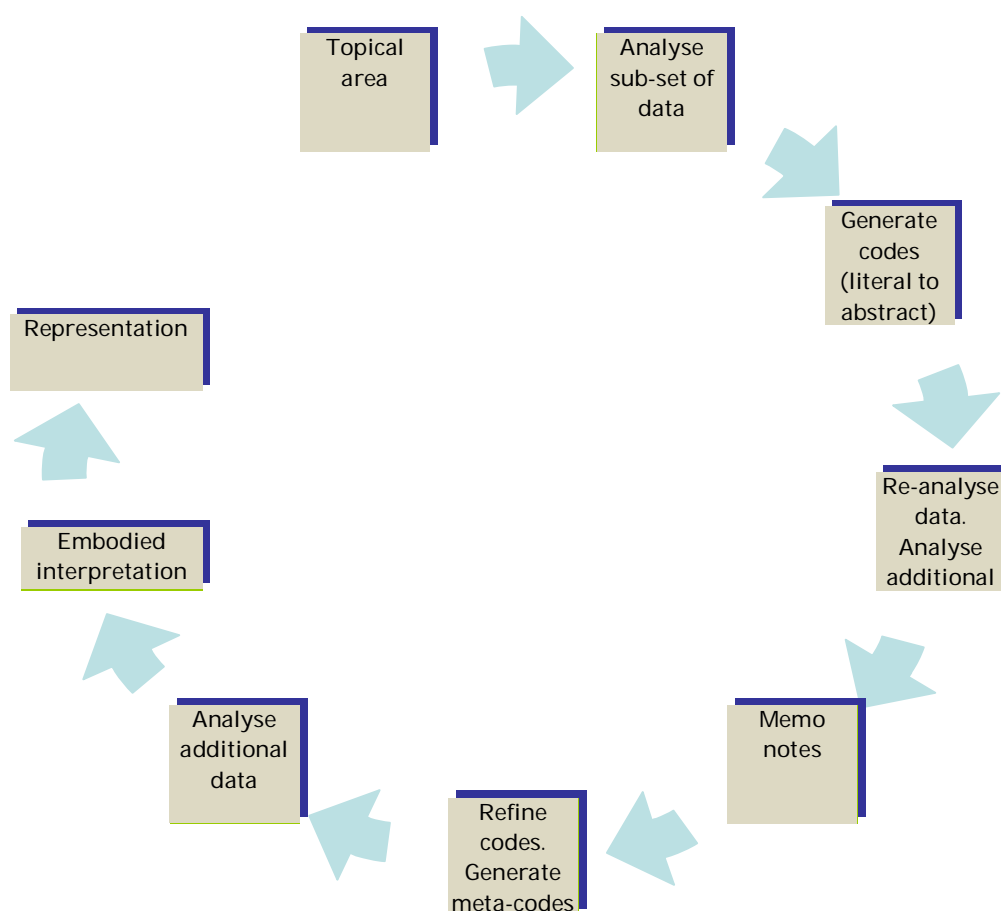 Topical
area
Analyse
sub-set of
data
Generate
codes
(literal to
abstract)
Re-analyse
data.
Analyse
additional
Memo
notes
Refine
codes.
Generate
meta-codes
Analyse
additional
data
Embodied
interpretation
Representation